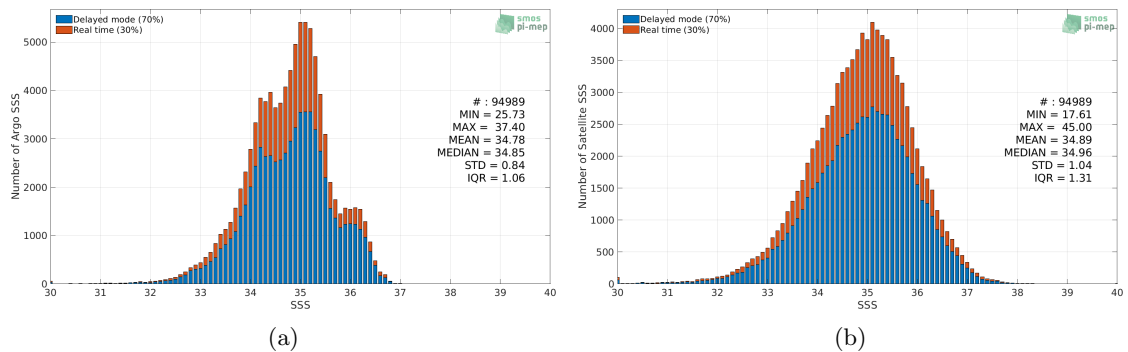 Delayed mode (70%)
Real time (30%)
smos
pi-mep
Number of Argo SSS
5000
4000
3000
2000
1000
0
# : 94989
MIN = 25.73
MAX = 37.40
MEAN = 34.78
MEDIAN = 34.85
STD = 0.84
IQR = 1.06
30 31 32 33 34 35 36 37 38 39 40
SSS
(a)
Delayed mode (70%)
Real time (30%)
smos
pi-mep
Number of Satellite SSS
4000
3500
3000
2500
2000
1500
1000
500
0
# : 94989
MIN = 17.61
MAX = 45.00
MEAN = 34.89
MEDIAN = 34.96
STD = 1.04
IQR = 1.31
30 31 32 33 34 35 36 37 38 39 40
SSS
(b)